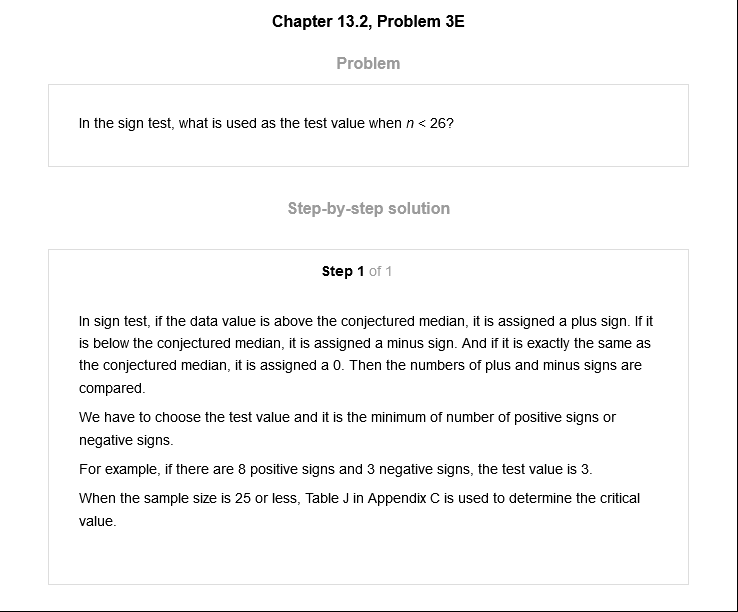 Chapter 13.2, Problem 3E
Problem
In the sign test, what is used as the test value when n < 26?
Step-by-step solution
Step 1 of 1
In sign test, if the data value is above the conjectured median, it is assigned a plus sign. If it
is below the conjectured median, it is assigned a minus sign. And if it is exactly the same as
the conjectured median, it is assigned a 0. Then the numbers of plus and minus signs are
compared.
We have to choose the test value and it is the minimum of number of positive signs or
negative signs.
For example, if there are 8 positive signs and 3 negative signs, the test value is 3.
When the sample size is 25 or less, Table J in Appendix C is used to determine the critical
value.